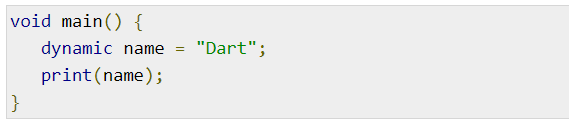 void main() {
   dynamic name = "Dart";
   print(name);
}